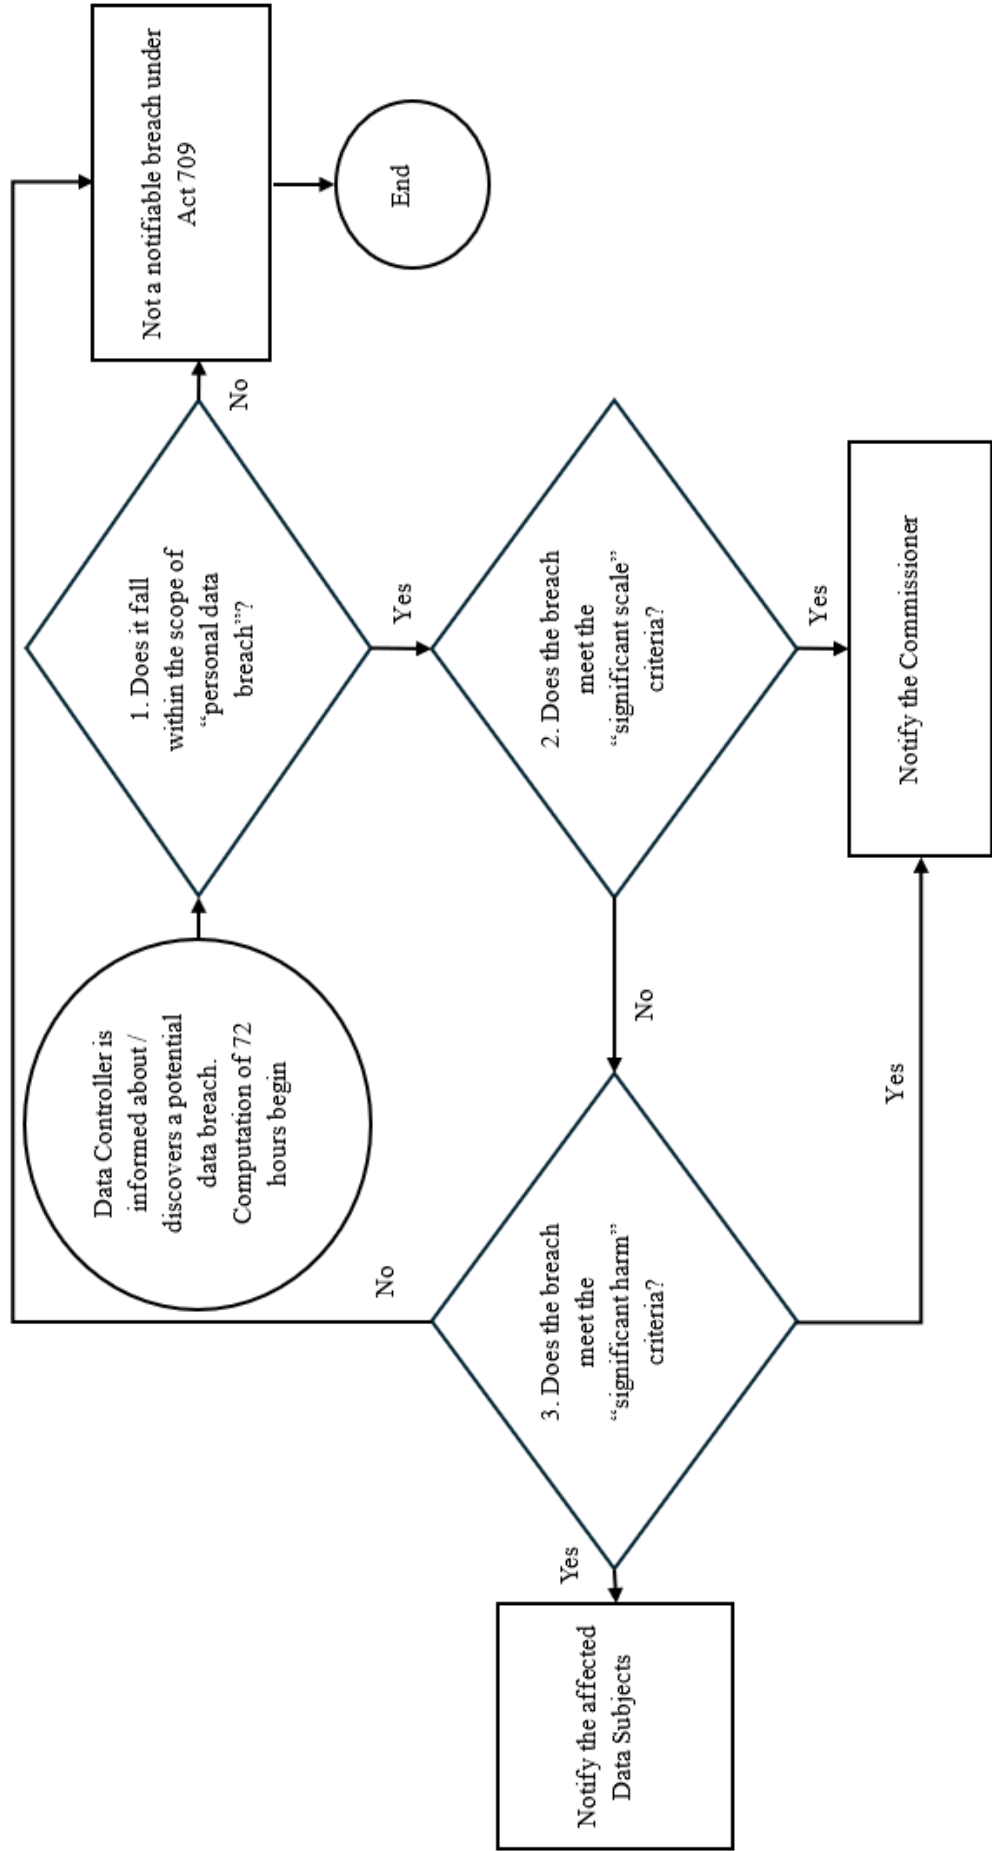 Data Controller is
informed about /
discovers a potential
data breach.
Computation of 72
hours begin
1. Does it fall
within the scope of
“personal data
breach”?
No
Not a notifiable breach under
Act 709
End
Yes
2. Does the breach
meet the
“significant scale”
criteria?
Yes
Notify the Commissioner
No
3. Does the breach
meet the
“significant harm”
criteria?
No
Yes
Yes
Notify the affected
Data Subjects